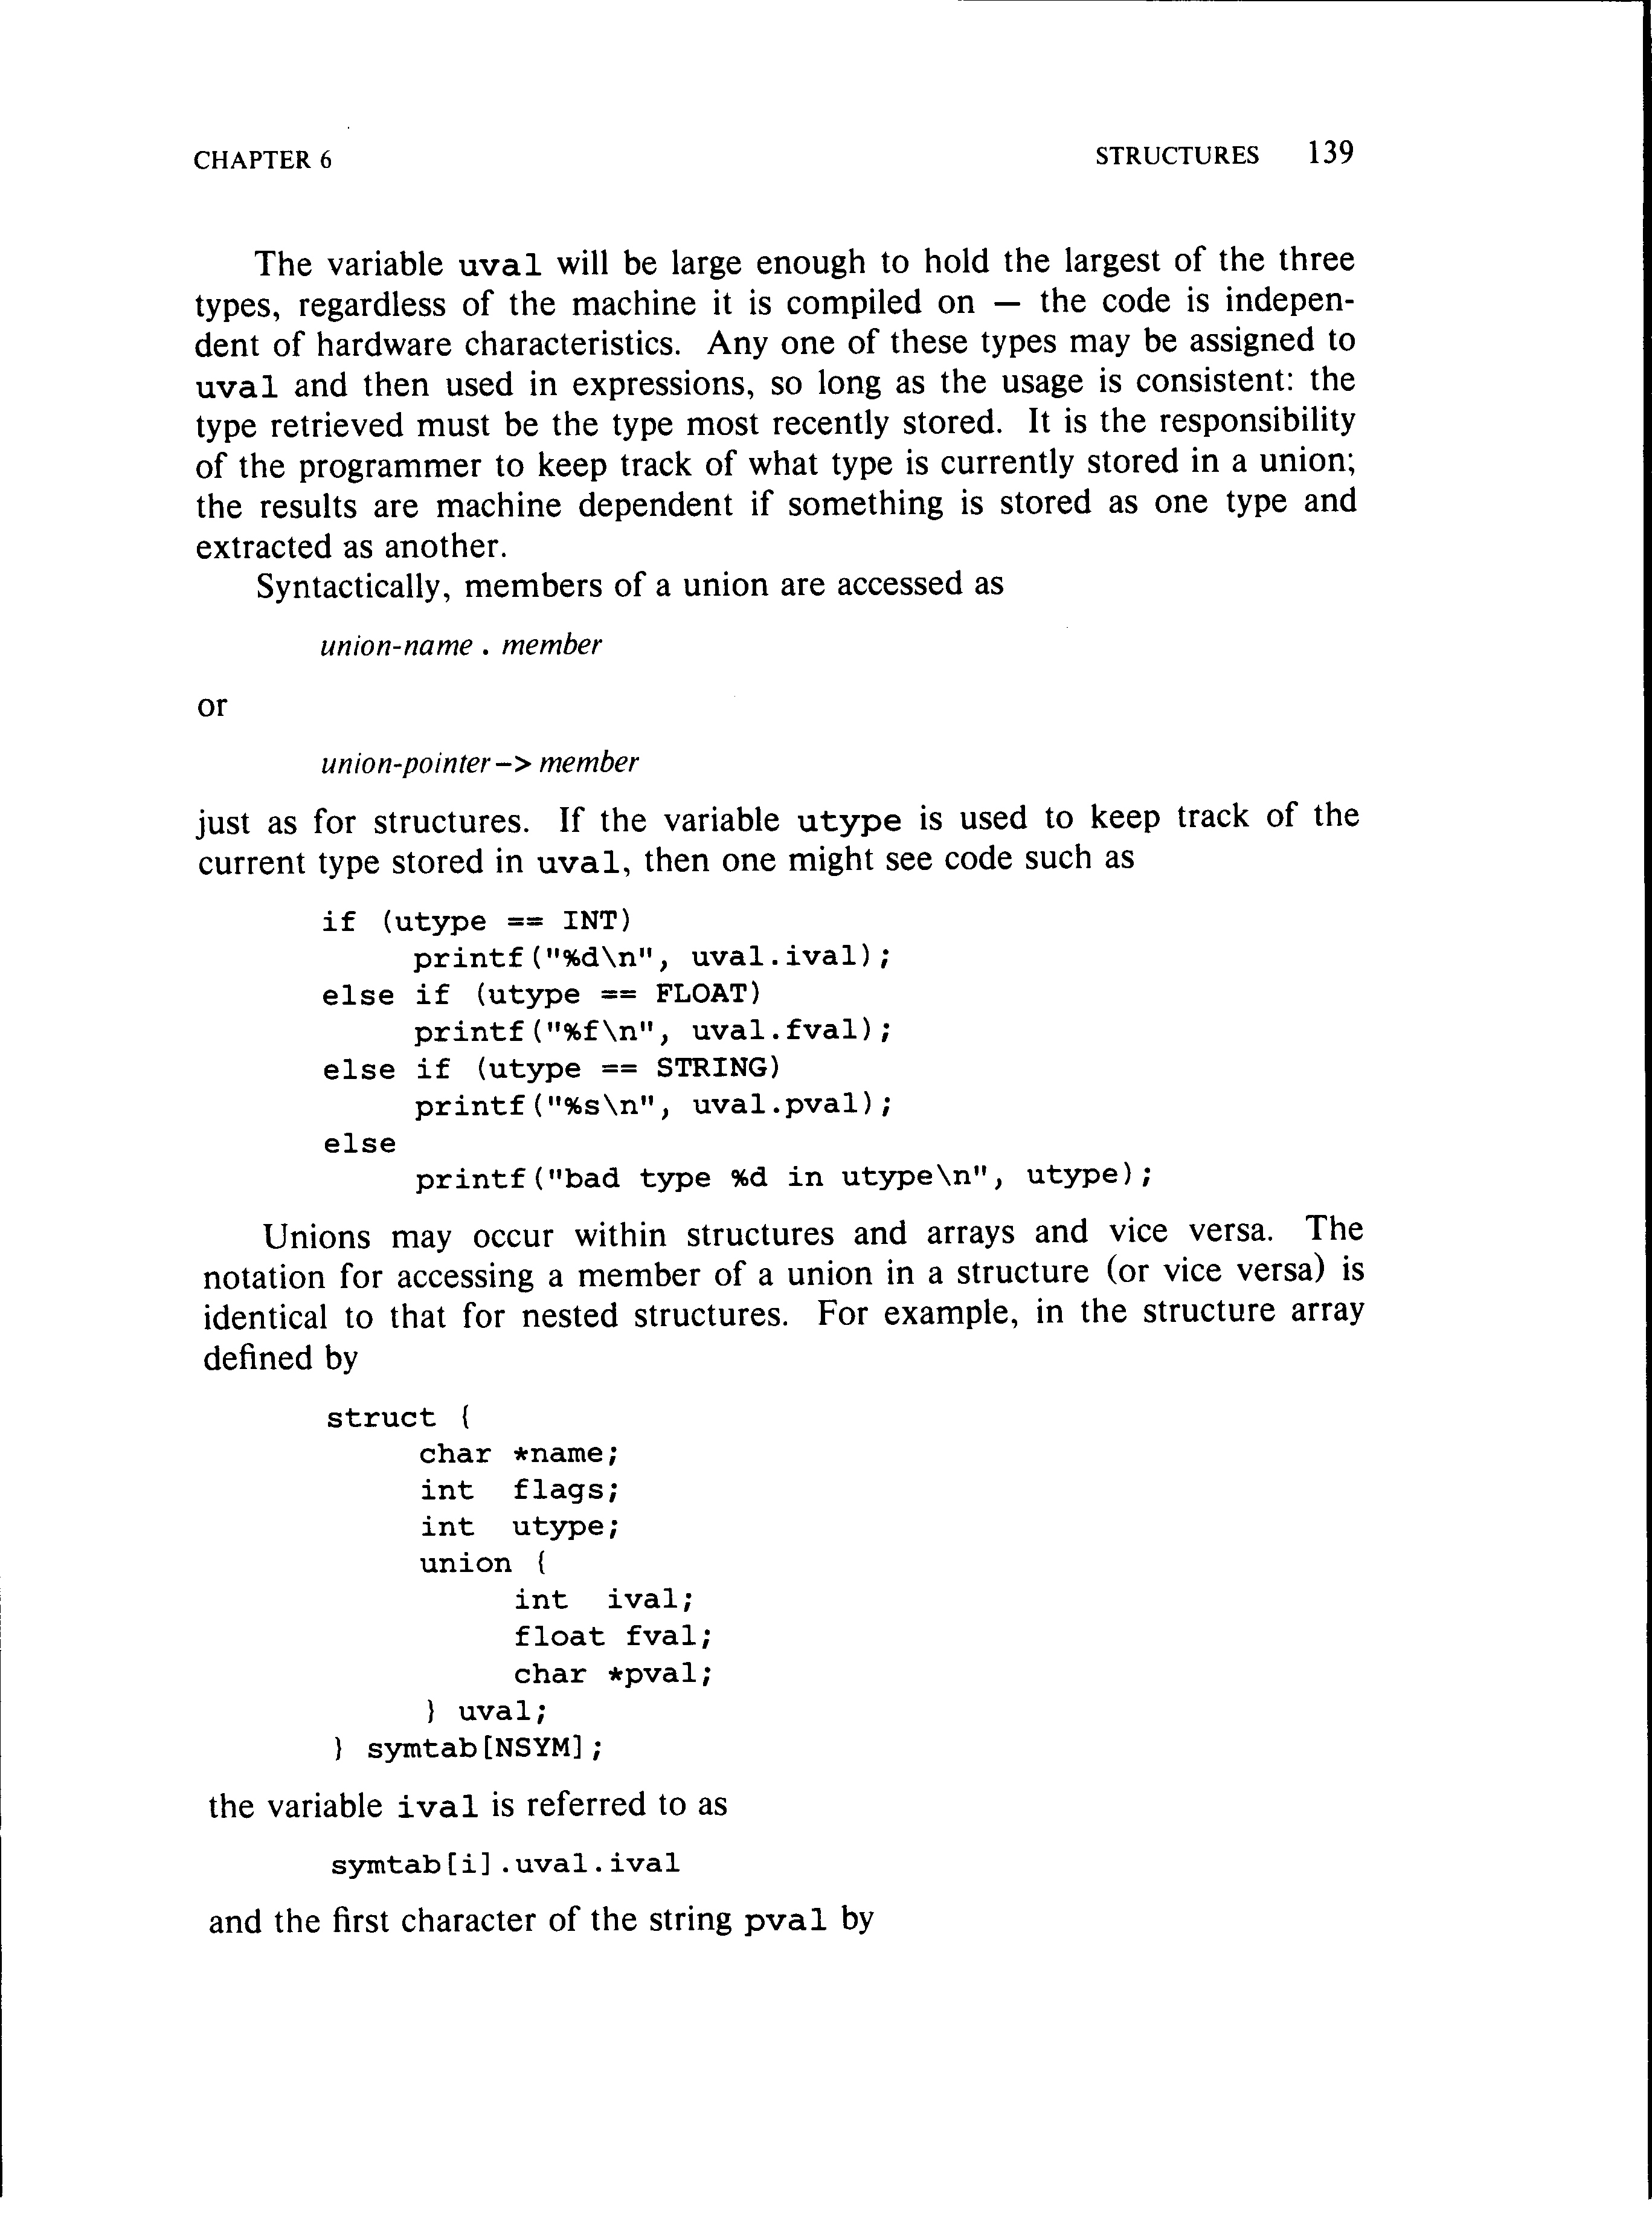 CHAPTER 6 STRUCTURES 139
The variable uval will be large enough to hold the largest of the three
types, regardless of the machine it is compiled on — the code is indepen-
dent of hardware characteristics. Any one of these types may be assigned to
uval and then used in expressions, so long as the usage is consistent: the
type retrieved must be the type most recently stored. It is the responsibility
of the programmer to keep track of what type is currently stored in a union;
the results are machine dependent if something is stored as one type and
extracted as another.
Syntactically, members of a union are accessed as
union-name . member
or
union-pointer -> member
just as for structures. If the variable utype is used to keep track of the
current type stored in uval, then one might see code such as
if (utype == INT)
printf("%d\n", uval.ival);
else if (utype == FLOAT)
printf("%f\n", uval.fval);
else if (utype == STRING)
printf("%s\n", uval.pval);
else
printf("bad type %d in utype\n", utype);
Unions may occur within structures and arrays and vice versa. The
notation for accessing a member of a union in a structure (or vice versa) is
identical to that for nested structures. For example, in the structure array
defined by
struct {
char *name;
int flags;
int utype;
union {
int ival;
float fval;
char *pval;
} uval;
} symtab[NSYM];
the variable ival is referred to as
symtab[i].uval.ival
and the first character of the string pval by